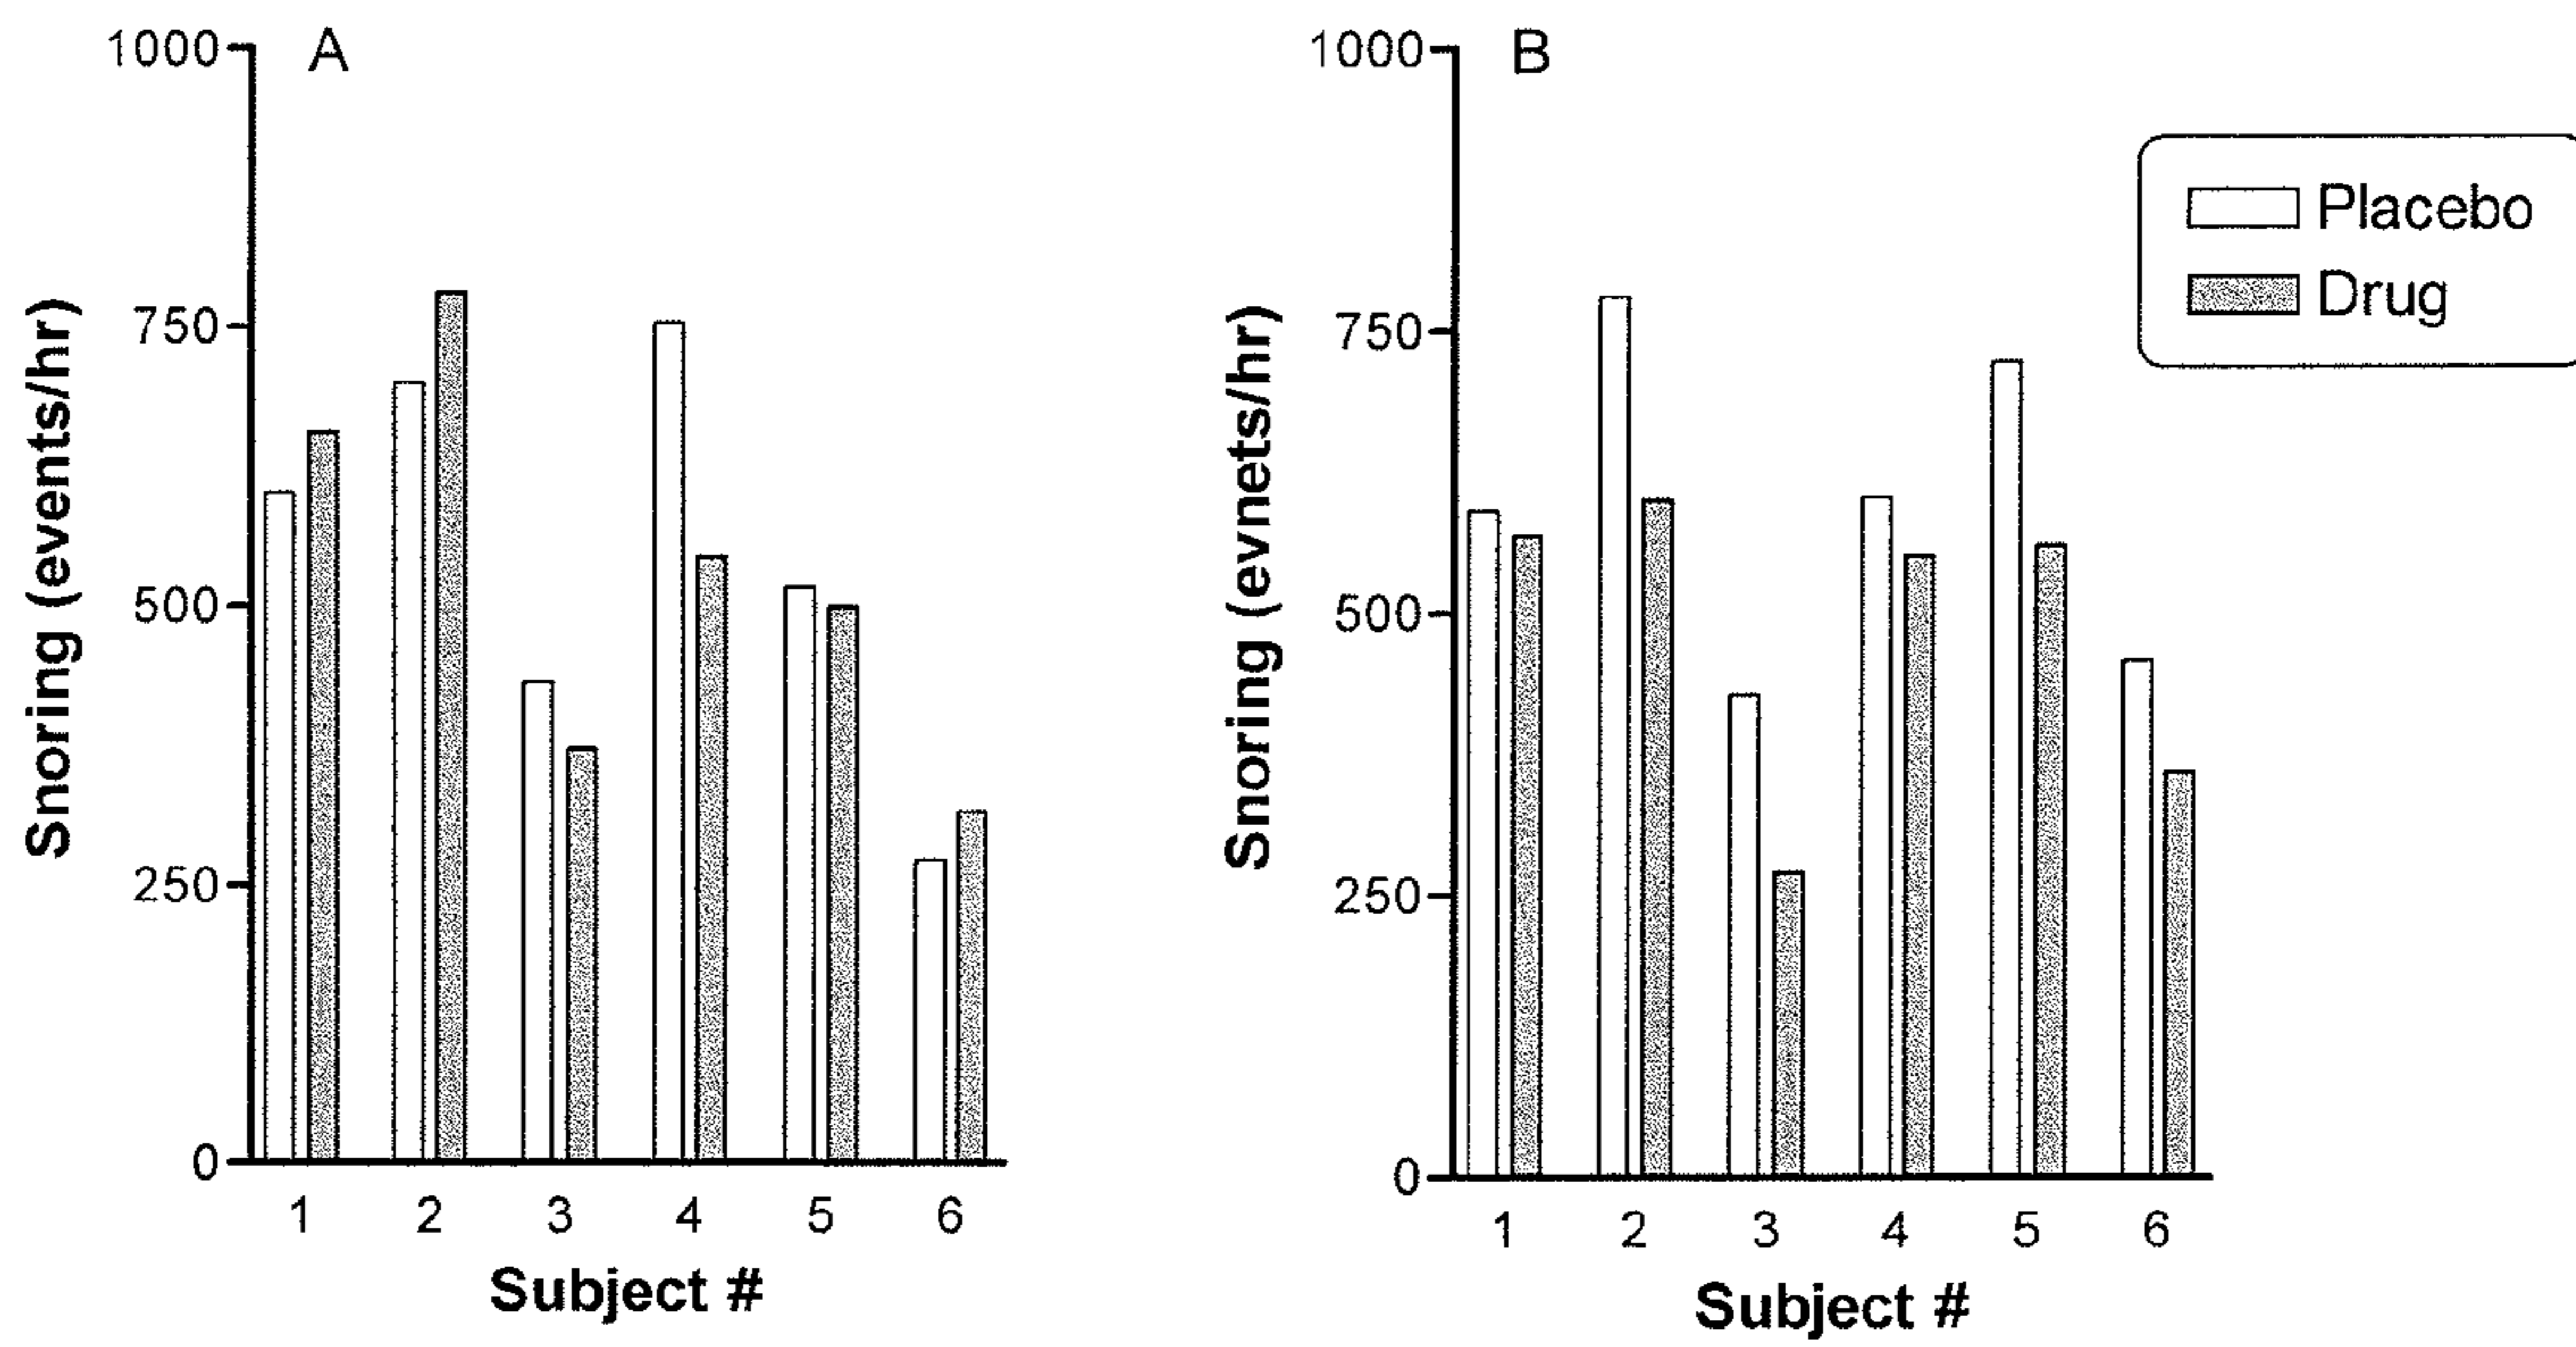 A
1000
750
500
250
0
Snoring (events/hr)
1 2 3 4 5 6
Subject #
B
1000
750
500
250
0
Snoring (evnets/hr)
1 2 3 4 5 6
Subject #
Placebo
Drug